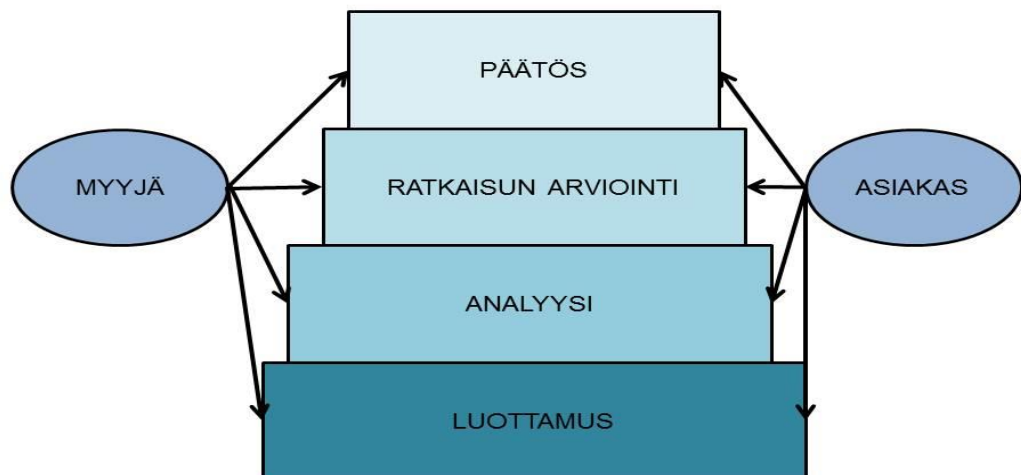 PÄÄTÖS
MYYJÄ
RATKAISUN ARVIOINTI
ASIAKAS
ANALYYSI
LUOTTAMUS